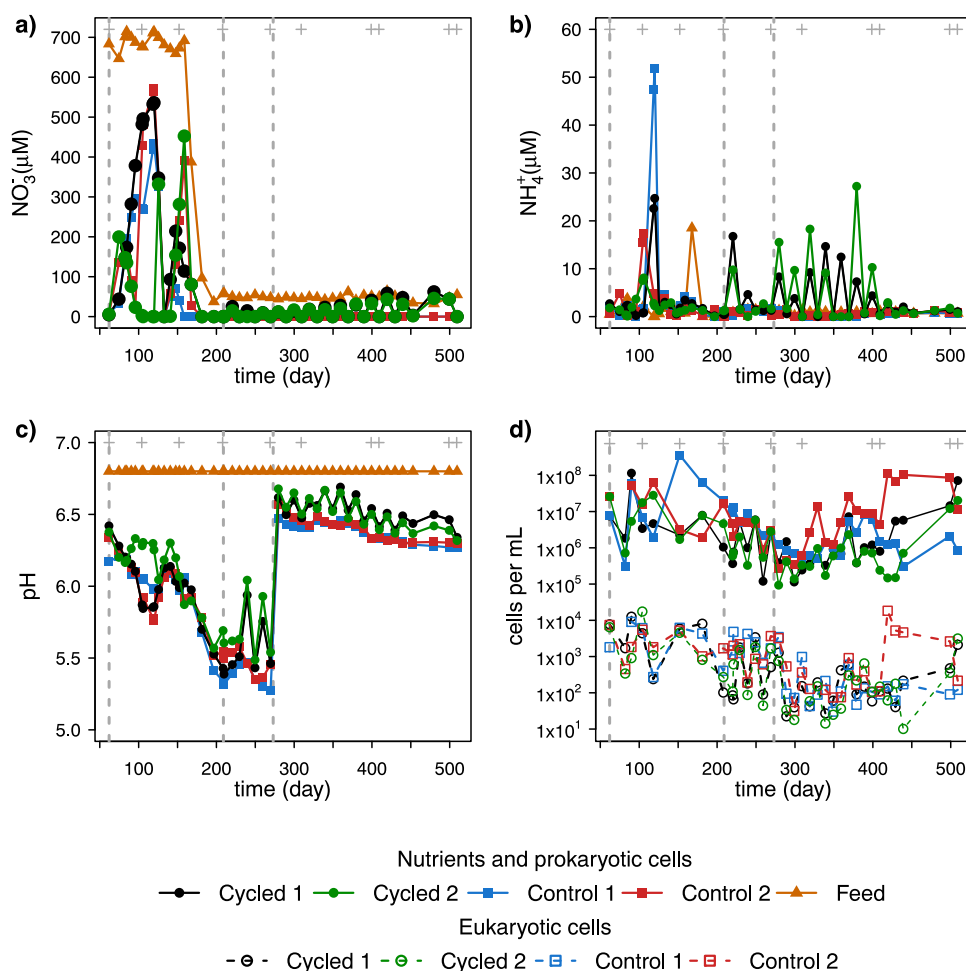 a)
700
600
500
400
300
200
100
0
NO₃⁻(μM)
100 200 300 400 500
time (day)
b)
60
50
40
30
20
10
0
NH₄⁺(μM)
100 200 300 400 500
time (day)
c)
7.0
6.5
6.0
5.5
5.0
pH
100 200 300 400 500
time (day)
d)
1x10⁸
1x10⁷
1x10⁶
1x10⁵
1x10⁴
1x10³
1x10²
1x10¹
cells per mL
100 200 300 400 500
time (day)
Nutrients and prokaryotic cells
Cycled 1 Cycled 2 Control 1 Control 2 Feed
Eukaryotic cells
Cycled 1 Cycled 2 Control 1 Control 2